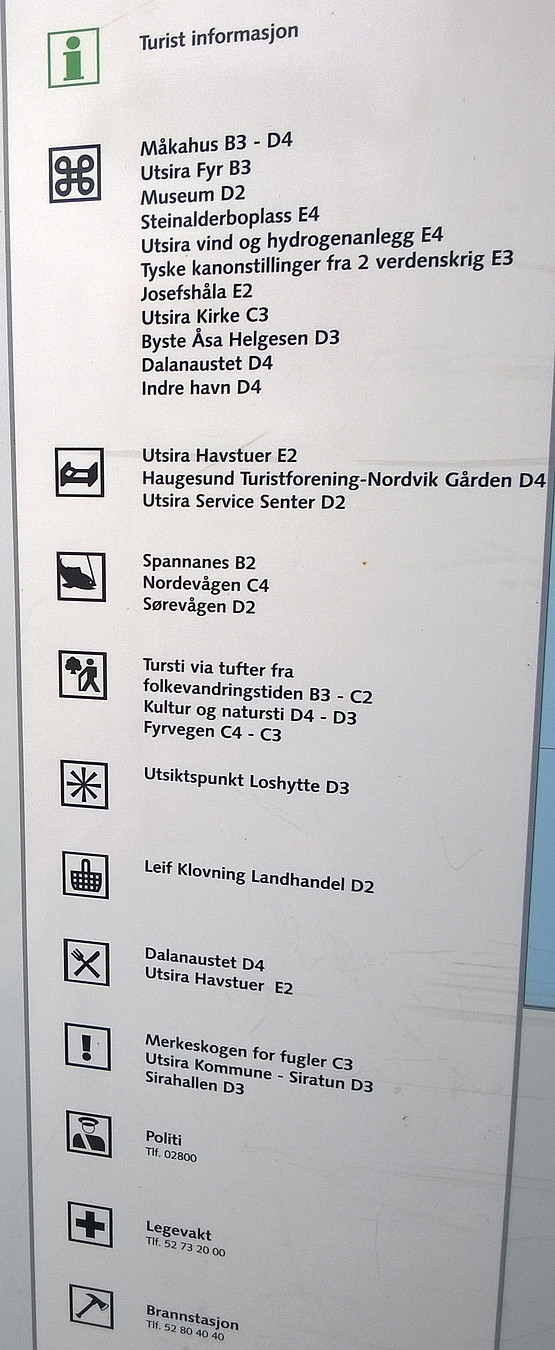 Turist informasjon
Måkahus B3 - D4
Utsira Fyr B3
Museum D2
Steinalderboplass E4
Utsira vind og hydrogenanlegg E4
Tyske kanonstillinger fra 2 verdenskrig E3
Josefshåla E2
Utsira Kirke C3
Byste Åsa Helgesen D3
Dalanaustet D4
Indre havn D4
Utsira Havstuer E2
Haugesund Turistforening-Nordvik Gården D4
Utsira Service Senter D2
Spannanes B2
Nordevågen C4
Sørevågen D2
Tursti via tufter fra
folkevandringstiden B3 - C2
Kultur og natursti D4 - D3
Fyrvegen C4 - C3
Utsiktspunkt Loshytte D3
Leif Klovning Landhandel D2
Dalanaustet D4
Utsira Havstuer E2
Merkeskogen for fugler C3
Utsira Kommune - Siratun D3
Sirahallen D3
Politi
Tlf. 02800
Legevakt
Tlf. 52 73 20 00
Brannstasjon
Tlf. 52 80 40 40